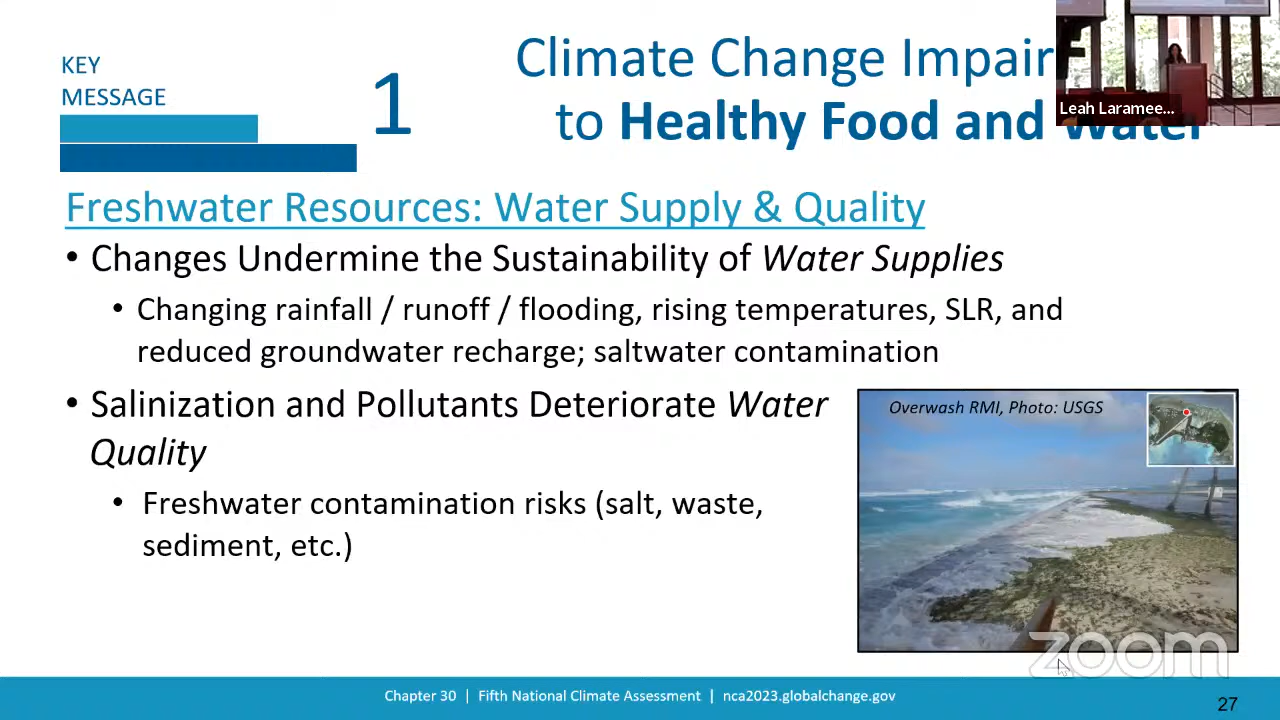 KEY
MESSAGE
1
Climate Change Impair
to Healthy Food and Water
Leah Laramee...
Freshwater Resources: Water Supply & Quality
• Changes Undermine the Sustainability of Water Supplies
• Changing rainfall / runoff / flooding, rising temperatures, SLR, and
reduced groundwater recharge; saltwater contamination
• Salinization and Pollutants Deteriorate Water
Quality
• Freshwater contamination risks (salt, waste,
sediment, etc.)
Overwash RMI, Photo: USGS
zoom
Chapter 30 | Fifth National Climate Assessment | nca2023.globalchange.gov
27